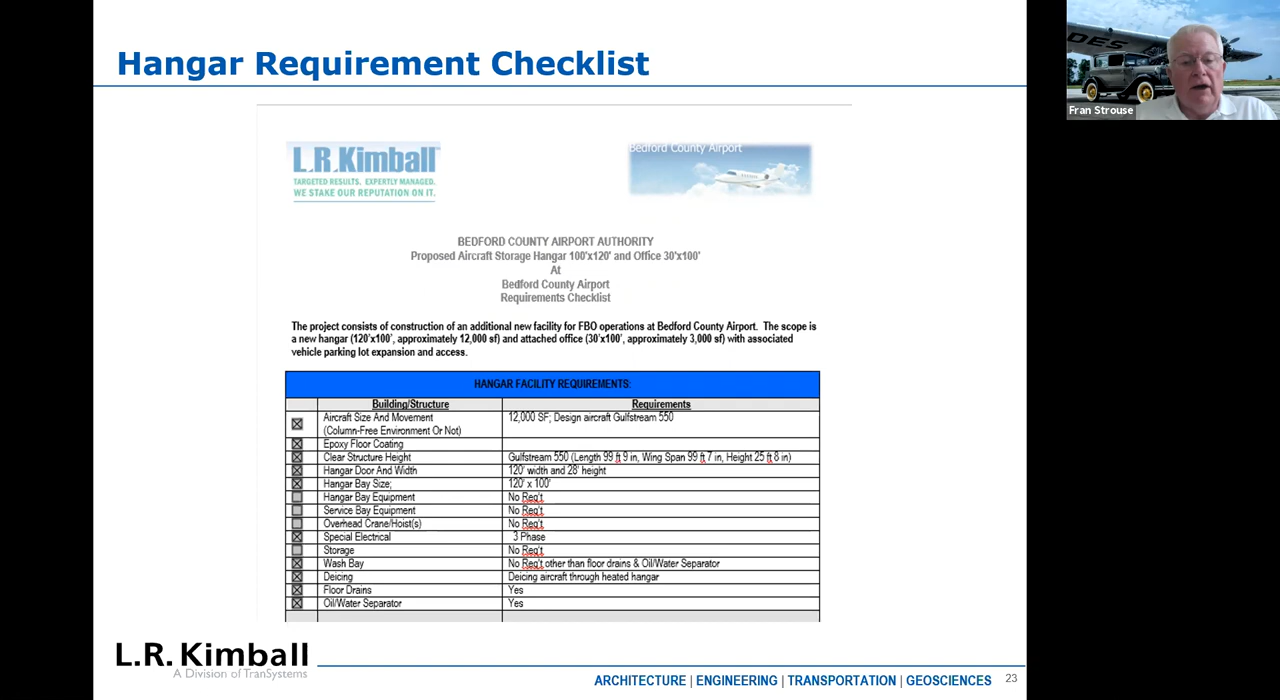 Hangar Requirement Checklist
DES
Fran Strouse
L.R.Kimball
TARGETED RESULTS. EXPERTLY MANAGED.
WE STAKE OUR REPUTATION ON IT.
Bedford County Airport
BEDFORD COUNTY AIRPORT AUTHORITY
Proposed Aircraft Storage Hangar 100'x120' and Office 30'x100'
At
Bedford County Airport
Requirements Checklist
The project consists of construction of an additional new facility for FBO operations at Bedford County Airport. The scope is
a new hangar (120'x100', approximately 12,000 sf) and attached office (30'x100', approximately 3,000 sf) with associated
vehicle parking lot expansion and access.
HANGAR FACILITY REQUIREMENTS:
Building/Structure Requirements
Aircraft Size And Movement 12,000 SF; Design aircraft Gulfstream 550
(Column-Free Environment Or Not)
Epoxy Floor Coating
Clear Structure Height Gulfstream 550 (Length 99 ft 9 in, Wing Span 99 ft 7 in, Height 25 ft 8 in)
Hangar Door And Width 120' width and 28' height
Hangar Bay Size; 120' x 100'
Hangar Bay Equipment No Req't
Service Bay Equipment No Req't
Overhead Crane/Hoist(s) No Req't
Special Electrical 3 Phase
Storage No Req't
Wash Bay No Req't other than floor drains & Oil/Water Separator
Deicing Deicing aircraft through heated hangar
Floor Drains Yes
Oil/Water Separator Yes
L.R. Kimball
A Division of TranSystems
ARCHITECTURE | ENGINEERING | TRANSPORTATION | GEOSCIENCES 23